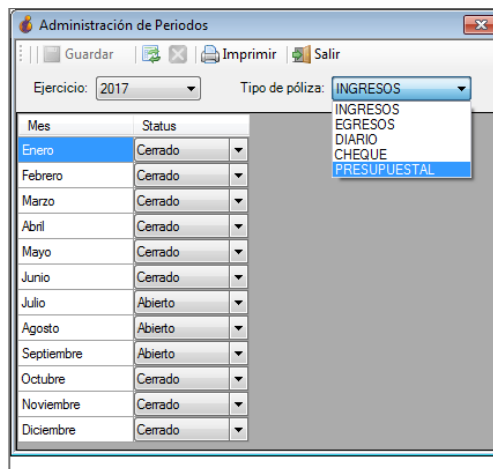 Administración de Periodos
Guardar Imprimir Salir
Ejercicio: 2017 Tipo de póliza: INGRESOS
INGRESOS
EGRESOS
DIARIO
CHEQUE
PRESUPUESTAL
Mes Status
Enero Cerrado
Febrero Cerrado
Marzo Cerrado
Abril Cerrado
Mayo Cerrado
Junio Cerrado
Julio Abierto
Agosto Abierto
Septiembre Abierto
Octubre Cerrado
Noviembre Cerrado
Diciembre Cerrado